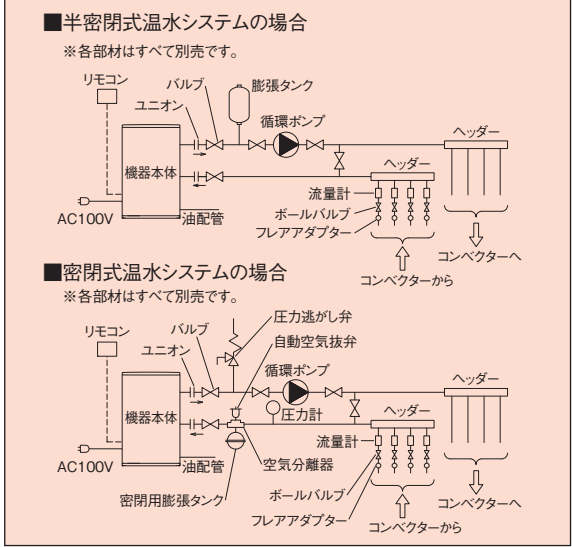 ■半密閉式温水システムの場合
※各部材はすべて別売です。
リモコン
バルブ
膨張タンク
ユニオン
循環ポンプ
ヘッダー
機器本体
ヘッダー
流量計
AC100V
油配管
ボールバルブ
フレアアダプター
コンベクターへ
コンベクターから
■密閉式温水システムの場合
※各部材はすべて別売です。
圧力逃がし弁
リモコン
バルブ
自動空気抜弁
ユニオン
循環ポンプ
ヘッダー
機器本体
圧力計
ヘッダー
流量計
AC100V
油配管
空気分離器
密閉用膨張タンク
ボールバルブ
フレアアダプター
コンベクターへ
コンベクターから